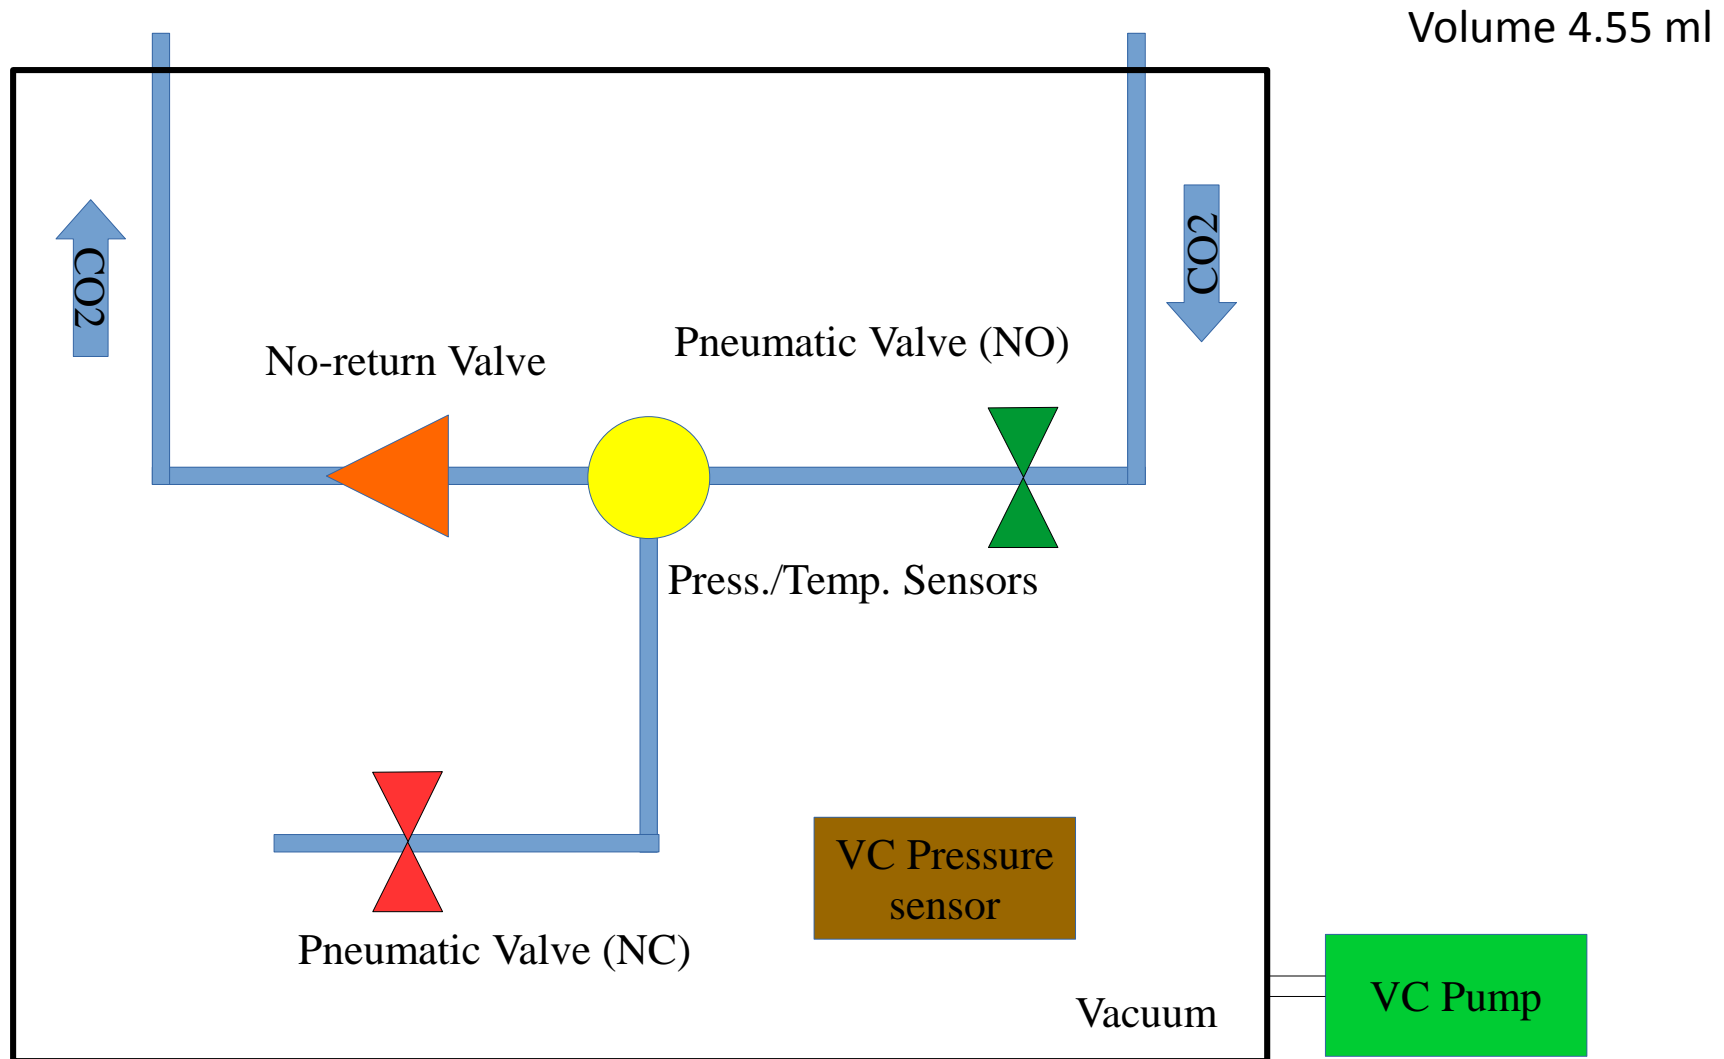 Volume 4.55 ml
CO2
CO2
Pneumatic Valve (NO)
No-return Valve
Press./Temp. Sensors
VC Pressure
sensor
Pneumatic Valve (NC)
VC Pump
Vacuum